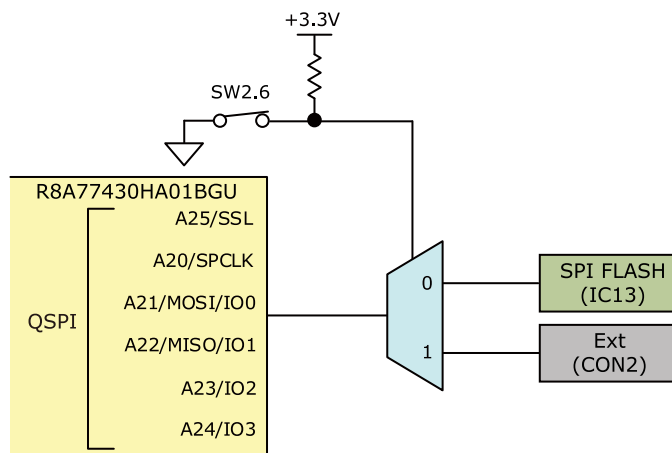 +3.3V
SW2.6
R8A77430HA01BGU
A25/SSL
A20/SPCLK
QSPI
A21/MOSI/IO0
A22/MISO/IO1
A23/IO2
A24/IO3
0
1
SPI FLASH
(IC13)
Ext
(CON2)